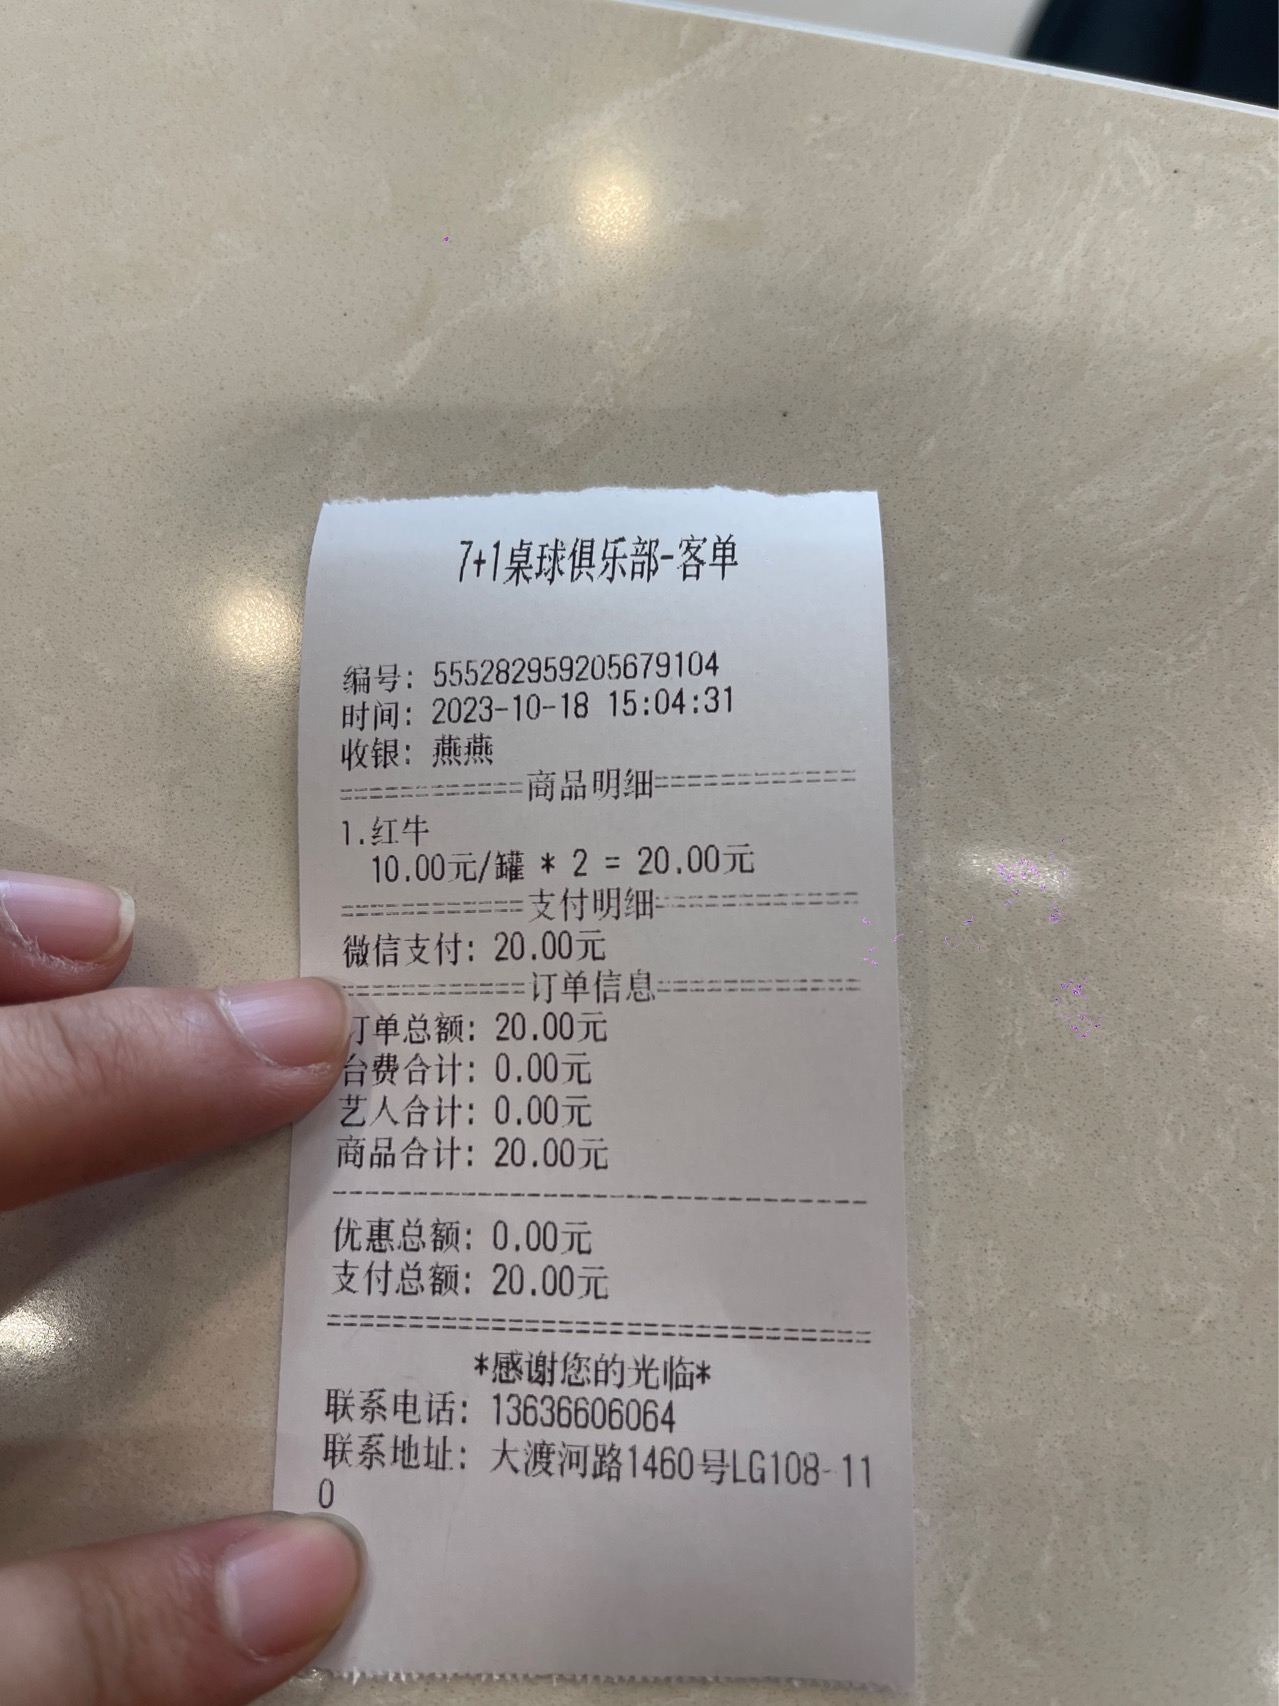 7+1桌球俱乐部-客单
编号: 555282959205679104
时间: 2023-10-18 15:04:31
收银: 燕燕
============商品明细=============
1.红牛
10.00元/罐 * 2 = 20.00元
============支付明细=============
微信支付: 20.00元
============订单信息=============
订单总额: 20.00元
台费合计: 0.00元
艺人合计: 0.00元
商品合计: 20.00元
-----------------------------------
优惠总额: 0.00元
支付总额: 20.00元
===================================
*感谢您的光临*
联系电话: 13636606064
联系地址: 大渡河路1460号LG108-11
0